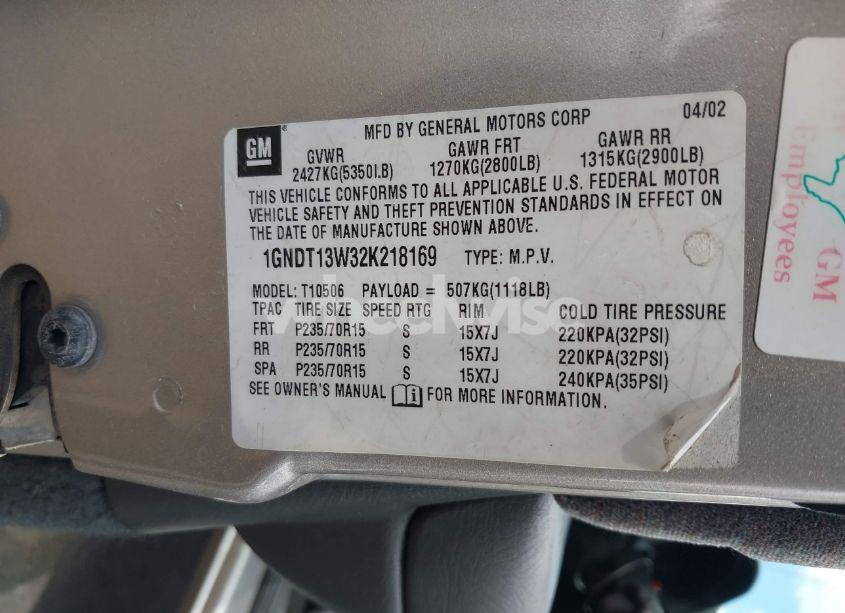 GM
MFD BY GENERAL MOTORS CORP 04/02
GVWR GAWR FRT GAWR RR
2427KG(5350LB) 1270KG(2800LB) 1315KG(2900LB)
THIS VEHICLE CONFORMS TO ALL APPLICABLE U.S. FEDERAL MOTOR
VEHICLE SAFETY AND THEFT PREVENTION STANDARDS IN EFFECT ON
THE DATE OF MANUFACTURE SHOWN ABOVE.
1GNDT13W32K218169 TYPE: M.P.V.
MODEL: T10506 PAYLOAD = 507KG(1118LB)
TPAC TIRE SIZE SPEED RTG RIM COLD TIRE PRESSURE
FRT P235/70R15 S 15X7J 220KPA(32PSI)
RR P235/70R15 S 15X7J 220KPA(32PSI)
SPA P235/70R15 S 15X7J 240KPA(35PSI)
SEE OWNER'S MANUAL FOR MORE INFORMATION.
wheelwise
Employees
GM